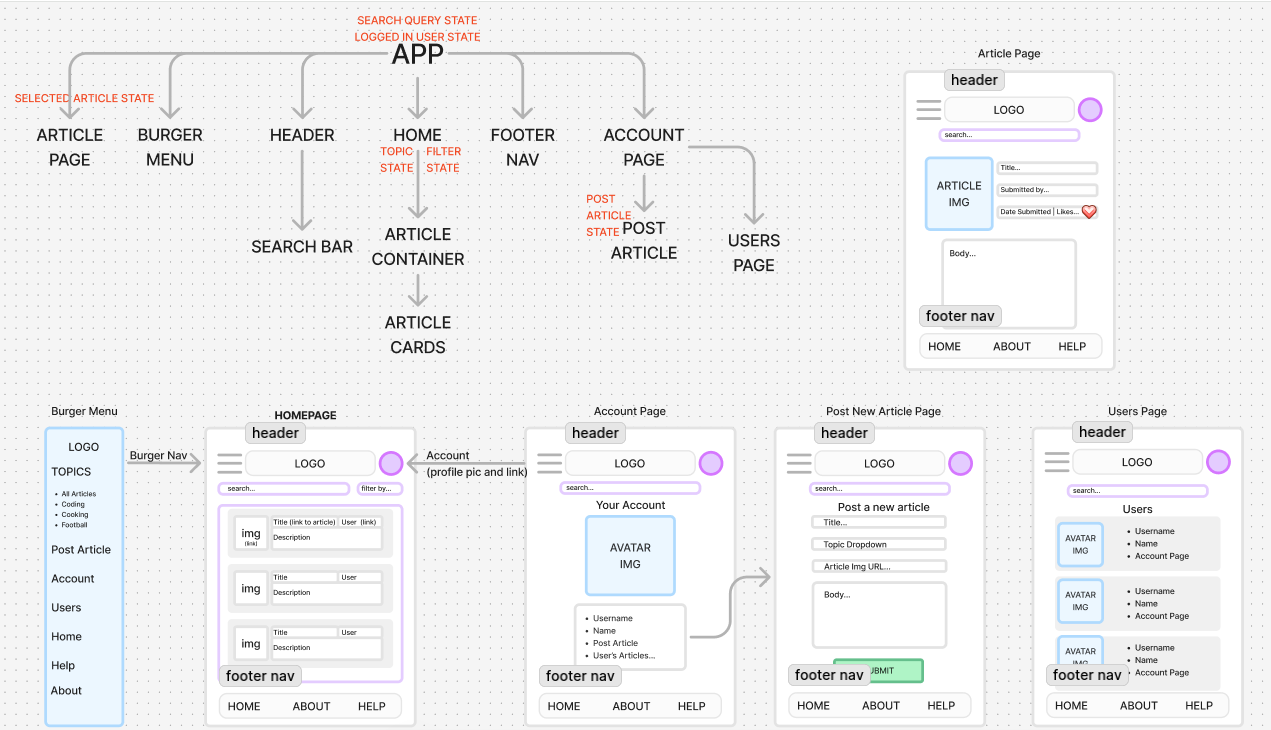 SEARCH QUERY STATE
LOGGED IN USER STATE
APP
SELECTED ARTICLE STATE
ARTICLE
PAGE
BURGER
MENU
HEADER
HOME
TOPIC
STATE
FILTER
STATE
FOOTER
NAV
ACCOUNT
PAGE
SEARCH BAR
ARTICLE
CONTAINER
ARTICLE
CARDS
POST
ARTICLE
STATE
POST
ARTICLE
USERS
PAGE
Article Page
header
LOGO
search...
ARTICLE
IMG
Title...
Submitted by...
Date Submitted | Likes...
Body...
footer nav
HOME ABOUT HELP
Burger Menu
LOGO
TOPICS
• All Articles
• Coding
• Cooking
• Football
Post Article
Account
Users
Home
Help
About
Burger Nav
HOMEPAGE
header
LOGO
search... filter by...
img
(link)
Title (link to article) User (link)
Description
img
Title User
Description
img
Title User
Description
footer nav
HOME ABOUT HELP
Account
(profile pic and link)
Account Page
header
LOGO
search...
Your Account
AVATAR
IMG
• Username
• Name
• Post Article
• User's Articles...
footer nav
HOME ABOUT HELP
Post New Article Page
header
LOGO
search...
Post a new article
Title...
Topic Dropdown
Article Img URL...
Body...
UBMIT
footer nav
HOME ABOUT HELP
Users Page
header
LOGO
search...
Users
AVATAR
IMG
• Username
• Name
• Account Page
AVATAR
IMG
• Username
• Name
• Account Page
AVATAR
IMG
• Username
• Name
• Account Page
footer nav
HOME ABOUT HELP